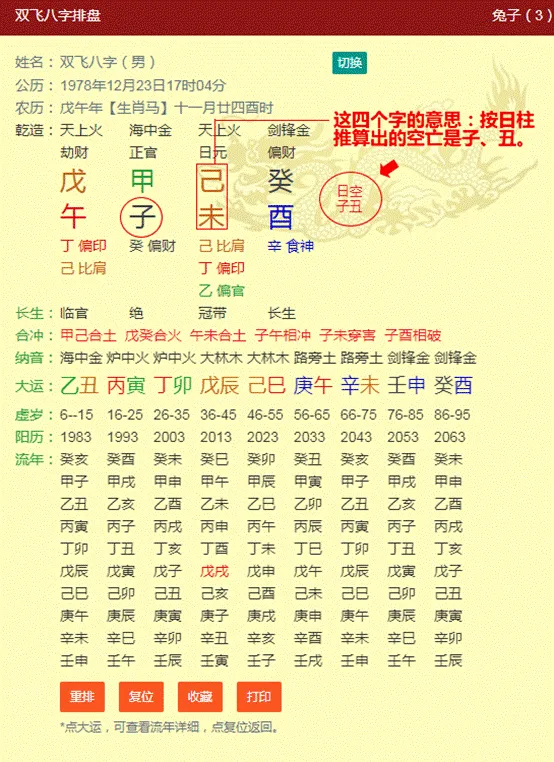 双飞八字排盘 兔子（3）
姓名：双飞八字（男） 切换
公历：1978年12月23日17时04分
农历：戊午年【生肖马】十一月廿四酉时
这四个字的意思：按日柱
推算出的空亡是子、丑。
乾造：天上火 海中金 天上火 剑锋金
劫财 正官 日元 偏财
戊 甲 己 癸
日空
子丑
午 子 未 酉
丁 偏印 癸 偏财 己 比肩 辛 食神
己 比肩 丁 偏印
乙 偏官
长生：临官 绝 冠带 长生
合冲：甲己合土 戊癸合火 午未合土 子午相冲 子未穿害 子酉相破
纳音：海中金 炉中火 炉中火 大林木 大林木 路旁土 路旁土 剑锋金 剑锋金
大运：乙丑 丙寅 丁卯 戊辰 己巳 庚午 辛未 壬申 癸酉
虚岁：6--15 16-25 26-35 36-45 46-55 56-65 66-75 76-85 86-95
阳历：1983 1993 2003 2013 2023 2033 2043 2053 2063
流年：癸亥 癸酉 癸未 癸巳 癸卯 癸丑 癸亥 癸酉 癸未
甲子 甲戌 甲申 甲午 甲辰 甲寅 甲子 甲戌 甲申
乙丑 乙亥 乙酉 乙未 乙巳 乙卯 乙丑 乙亥 乙酉
丙寅 丙子 丙戌 丙申 丙午 丙辰 丙寅 丙子 丙戌
丁卯 丁丑 丁亥 丁酉 丁未 丁巳 丁卯 丁丑 丁亥
戊辰 戊寅 戊子 戊戌 戊申 戊午 戊辰 戊寅 戊子
己巳 己卯 己丑 己亥 己酉 己未 己巳 己卯 己丑
庚午 庚辰 庚寅 庚子 庚戌 庚申 庚午 庚辰 庚寅
辛未 辛巳 辛卯 辛丑 辛亥 辛酉 辛未 辛巳 辛卯
壬申 壬午 壬辰 壬寅 壬子 壬戌 壬申 壬午 壬辰
重排 复位 收藏 打印
*点大运，可查看流年详细，点复位返回。